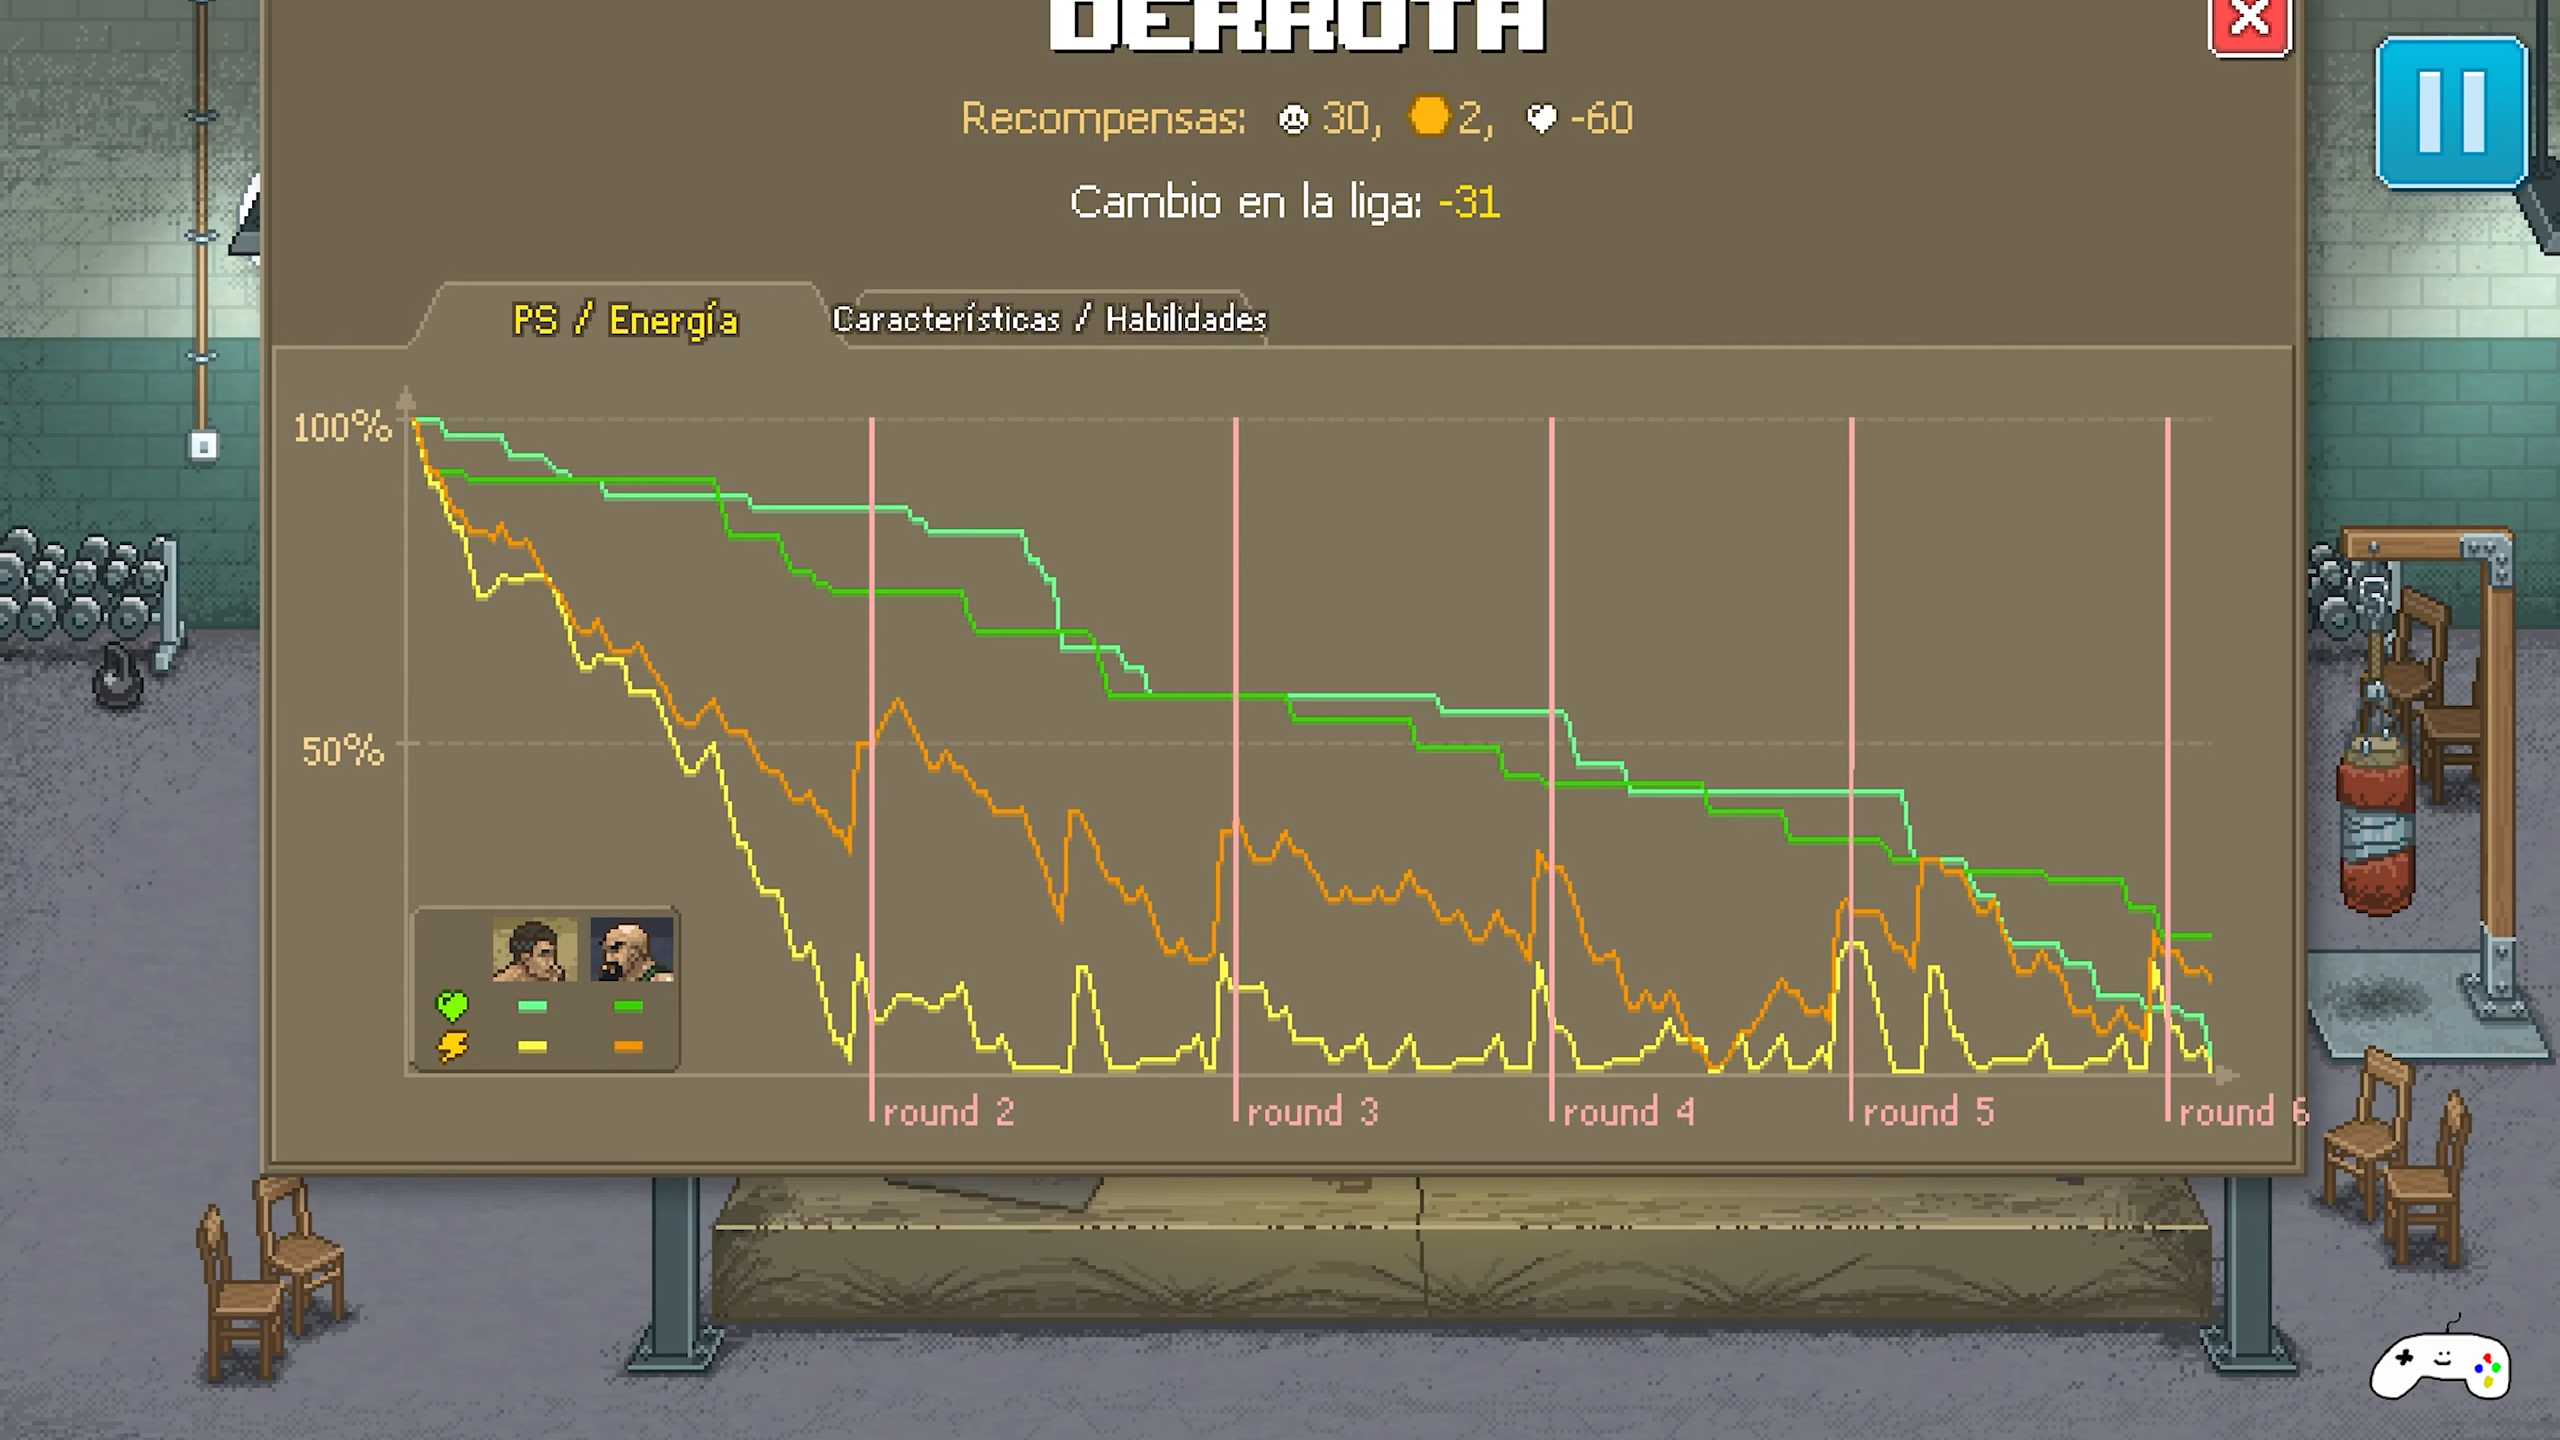 DERROTA
Recompensas: 30, 2, -60
Cambio en la liga: -31
PS / Energía Características / Habilidades
100%
50%
round 2 round 3 round 4 round 5 round 6